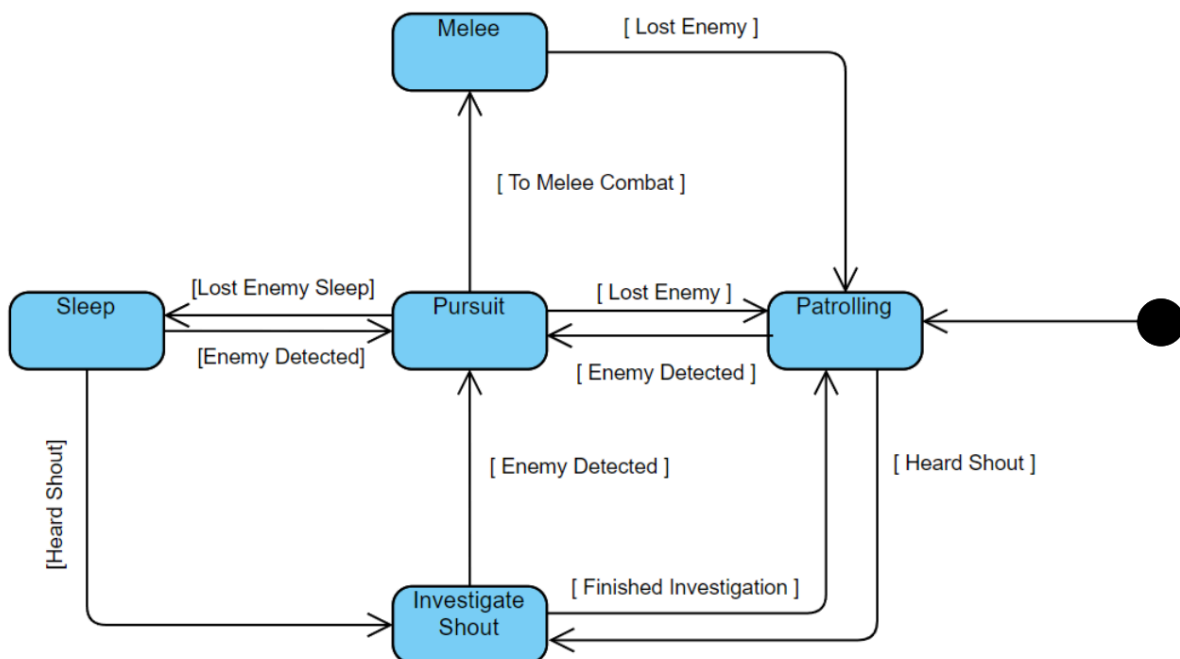 Melee
[ Lost Enemy ]
[ To Melee Combat ]
Sleep
[Lost Enemy Sleep]
[Enemy Detected]
Pursuit
[ Lost Enemy ]
[ Enemy Detected ]
Patrolling
[Heard Shout]
[ Enemy Detected ]
[ Heard Shout ]
[ Finished Investigation ]
Investigate
Shout